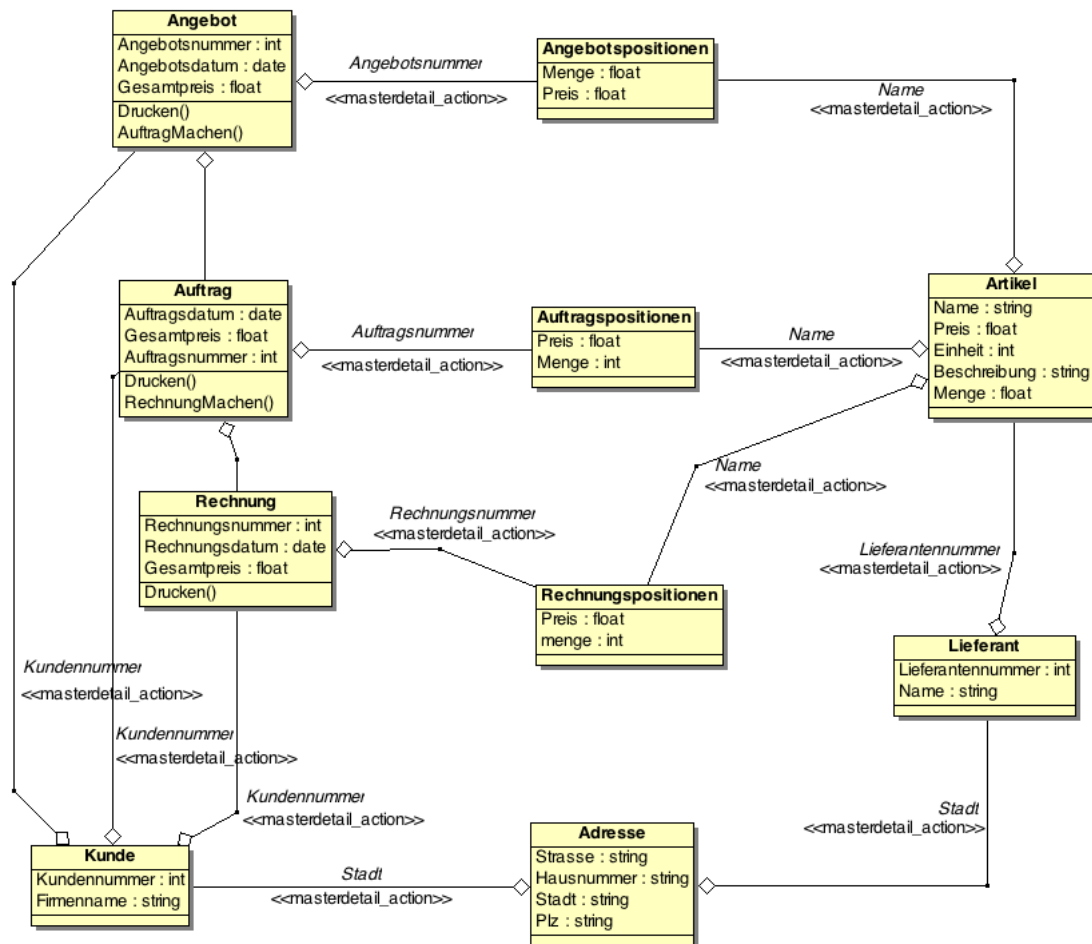 Angebot
Angebotsnummer : int
Angebotsdatum : date
Gesamtpreis : float
Drucken()
AuftragMachen()
Angebotsnummer
<<masterdetail_action>>
Angebotspositionen
Menge : float
Preis : float
Name
<<masterdetail_action>>
Auftrag
Auftragsdatum : date
Gesamtpreis : float
Auftragsnummer : int
Drucken()
RechnungMachen()
Auftragsnummer
<<masterdetail_action>>
Auftragspositionen
Preis : float
Menge : int
Name
<<masterdetail_action>>
Artikel
Name : string
Preis : float
Einheit : int
Beschreibung : string
Menge : float
Name
<<masterdetail_action>>
Rechnung
Rechnungsnummer : int
Rechnungsdatum : date
Gesamtpreis : float
Drucken()
Rechnungsnummer
<<masterdetail_action>>
Rechnungspositionen
Preis : float
menge : int
Lieferantennummer
<<masterdetail_action>>
Lieferant
Lieferantennummer : int
Name : string
Kundennummer
<<masterdetail_action>>
Kundennummer
<<masterdetail_action>>
Kundennummer
<<masterdetail_action>>
Stadt
<<masterdetail_action>>
Kunde
Kundennummer : int
Firmenname : string
Stadt
<<masterdetail_action>>
Adresse
Strasse : string
Hausnummer : string
Stadt : string
Plz : string